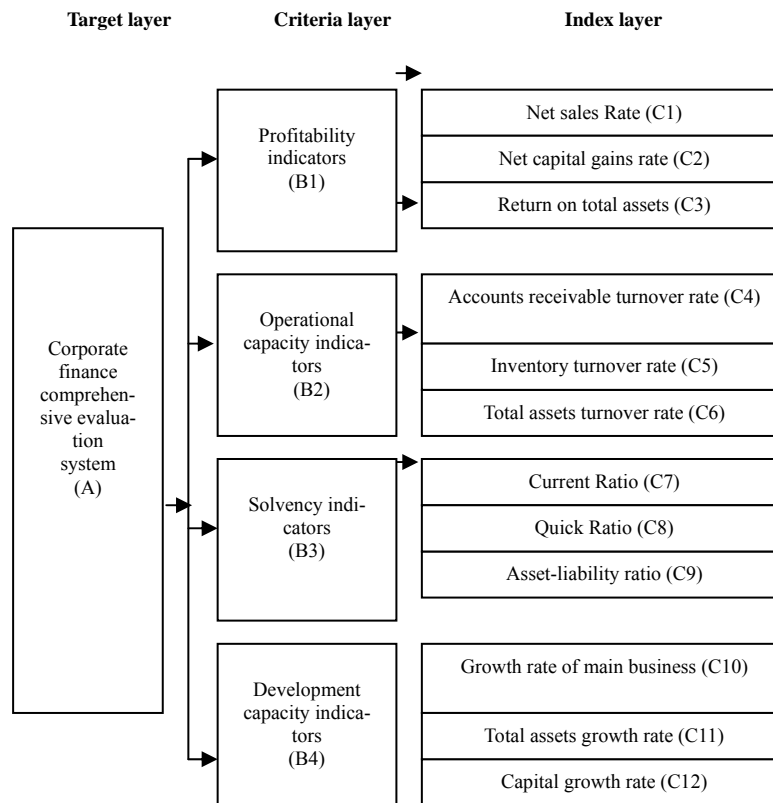 Target layer
Criteria layer
Index layer
Corporate
finance
comprehen-
sive evalua-
tion
system
(A)
Profitability
indicators
(B1)
Net sales Rate (C1)
Net capital gains rate (C2)
Return on total assets (C3)
Operational
capacity indica-
tors
(B2)
Accounts receivable turnover rate (C4)
Inventory turnover rate (C5)
Total assets turnover rate (C6)
Solvency indi-
cators
(B3)
Current Ratio (C7)
Quick Ratio (C8)
Asset-liability ratio (C9)
Development
capacity indica-
tors
(B4)
Growth rate of main business (C10)
Total assets growth rate (C11)
Capital growth rate (C12)